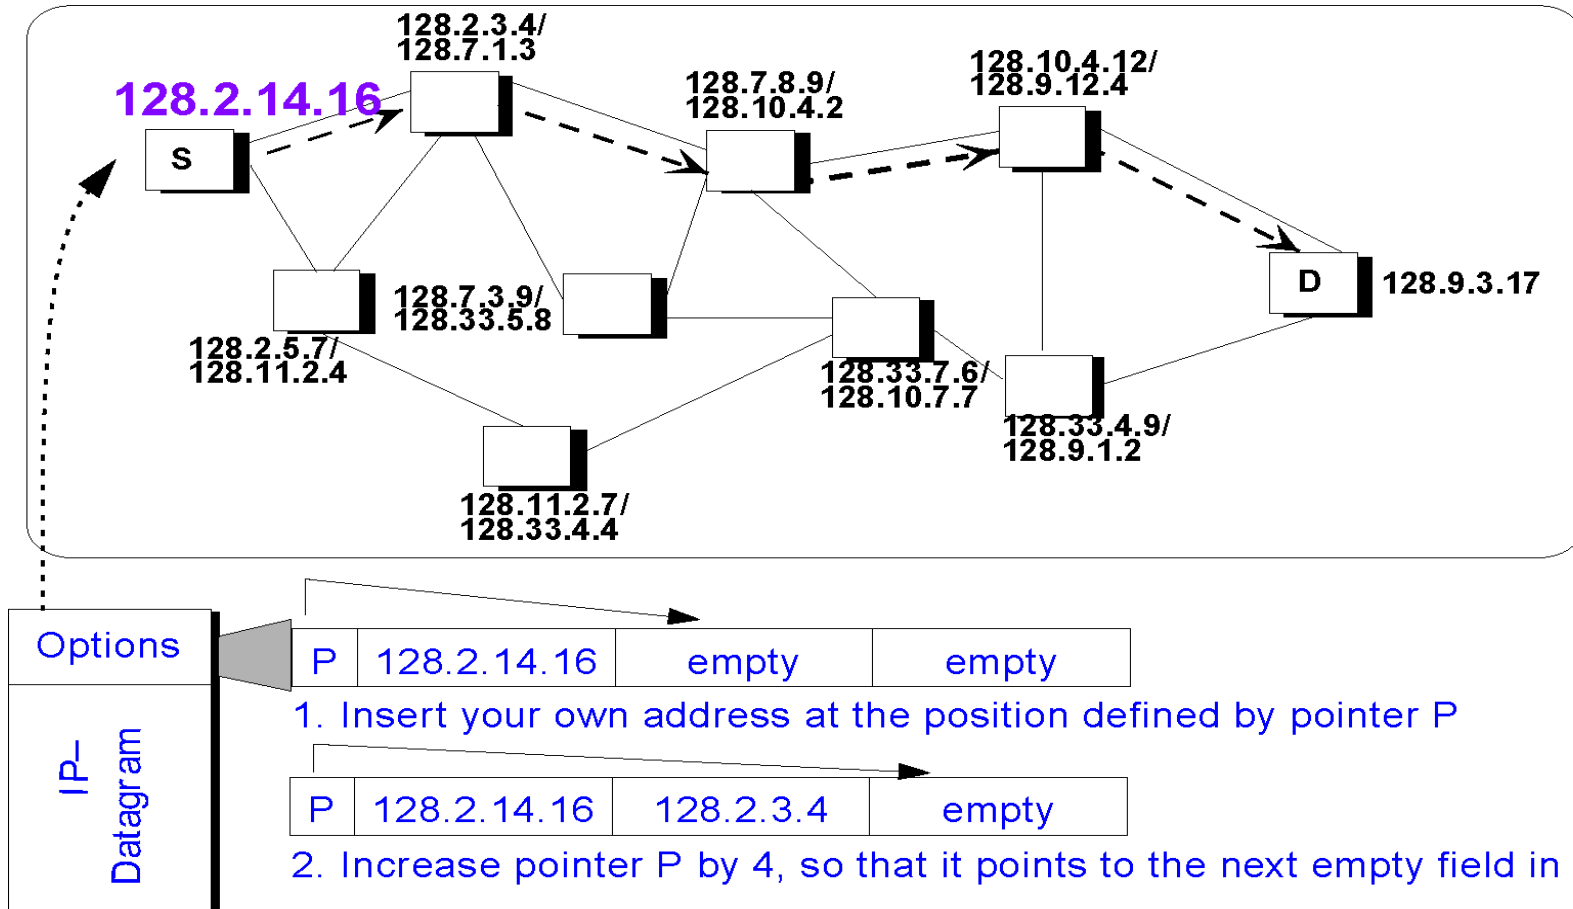 128.2.3.4/
128.7.1.3
128.2.14.16
S
128.7.8.9/
128.10.4.2
128.10.4.12/
128.9.12.4
D
128.9.3.17
128.7.3.9/
128.33.5.8
128.2.5.7/
128.11.2.4
128.33.7.6/
128.10.7.7
128.33.4.9/
128.9.1.2
128.11.2.7/
128.33.4.4
Options
IP–
Datagram
P 128.2.14.16 empty empty
1. Insert your own address at the position defined by pointer P
P 128.2.14.16 128.2.3.4 empty
2. Increase pointer P by 4, so that it points to the next empty field in